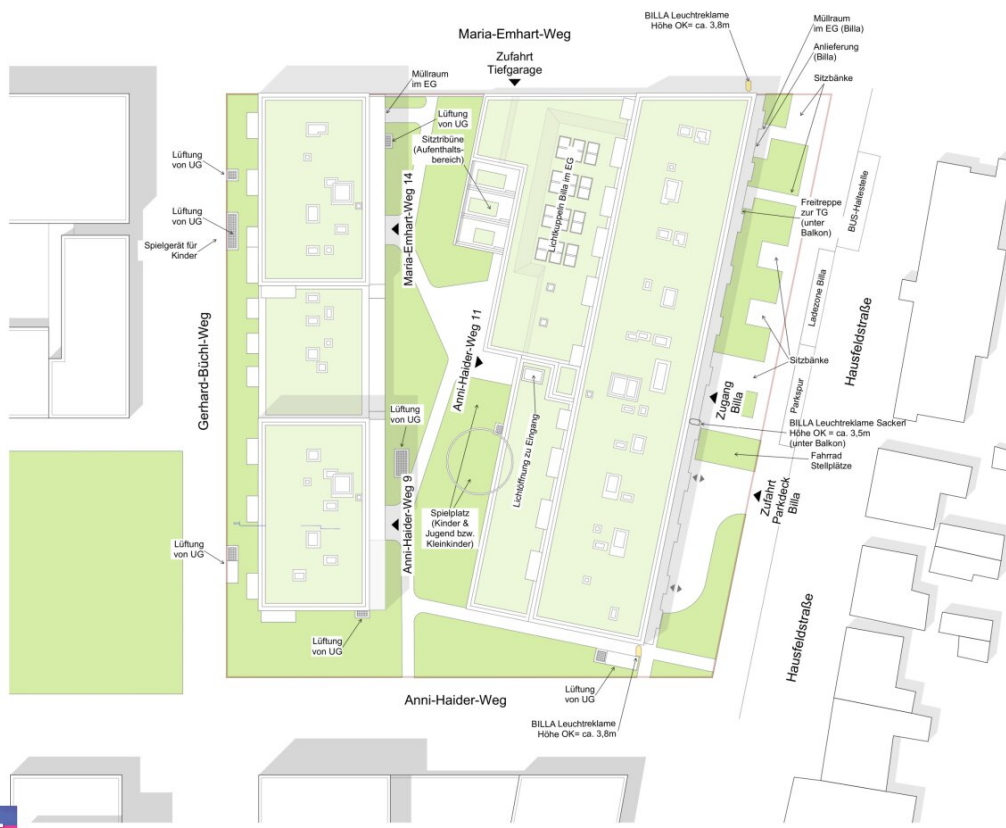 BILLA Leuchtreklame
Höhe OK= ca. 3,8m
Müllraum
im EG (Billa)
Anlieferung
(Billa)
Sitzbänke
Maria-Emhart-Weg
Zufahrt
Tiefgarage
Müllraum
im EG
Lüftung
von UG
Sitztribüne
(Aufenthalts-
bereich)
Lüftung
von UG
Lüftung
von UG
Spielgerät für
Kinder
Maria-Emhart-Weg 14
Lichtkuppeln Billa im EG
Freitreppe
zur TG
(unter
Balkon)
BUS-Haltestelle
Ladezone Billa
Hausfeldstraße
Gerhard-Büchl-Weg
Anni-Haider-Weg 11
Sitzbänke
Parkspur
Zugang
Billa
Lüftung
von UG
Lichtöffnung zu Eingang
BILLA Leuchtreklame Sackerl
Höhe OK = ca. 3,5m
(unter Balkon)
Fahrrad
Stellplätze
Zufahrt
Parkdeck
Billa
Anni-Haider-Weg 9
Spielplatz
(Kinder &
Jugend bzw.
Kleinkinder)
Lüftung
von UG
Hausfeldstraße
Lüftung
von UG
Lüftung
von UG
Anni-Haider-Weg
BILLA Leuchtreklame
Höhe OK= ca. 3,8m